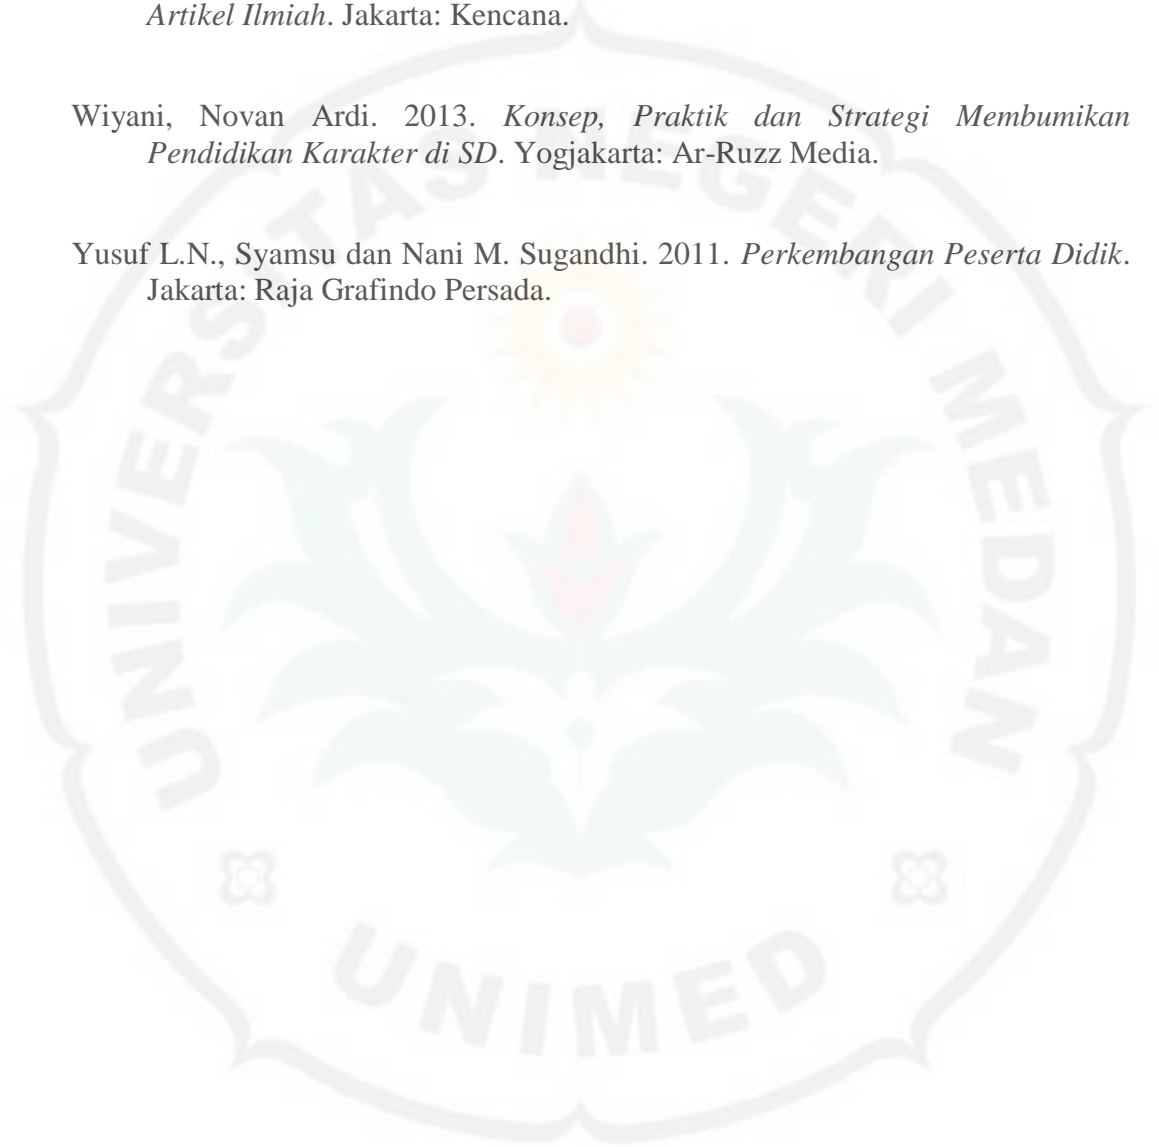 Artikel Ilmiah. Jakarta: Kencana.
Wiyani, Novan Ardi. 2013. Konsep, Praktik dan Strategi Membumikan
Pendidikan Karakter di SD. Yogjakarta: Ar-Ruzz Media.
Yusuf L.N., Syamsu dan Nani M. Sugandhi. 2011. Perkembangan Peserta Didik.
Jakarta: Raja Grafindo Persada.
UNIVERSITAS NEGERI MEDAN
UNIMED